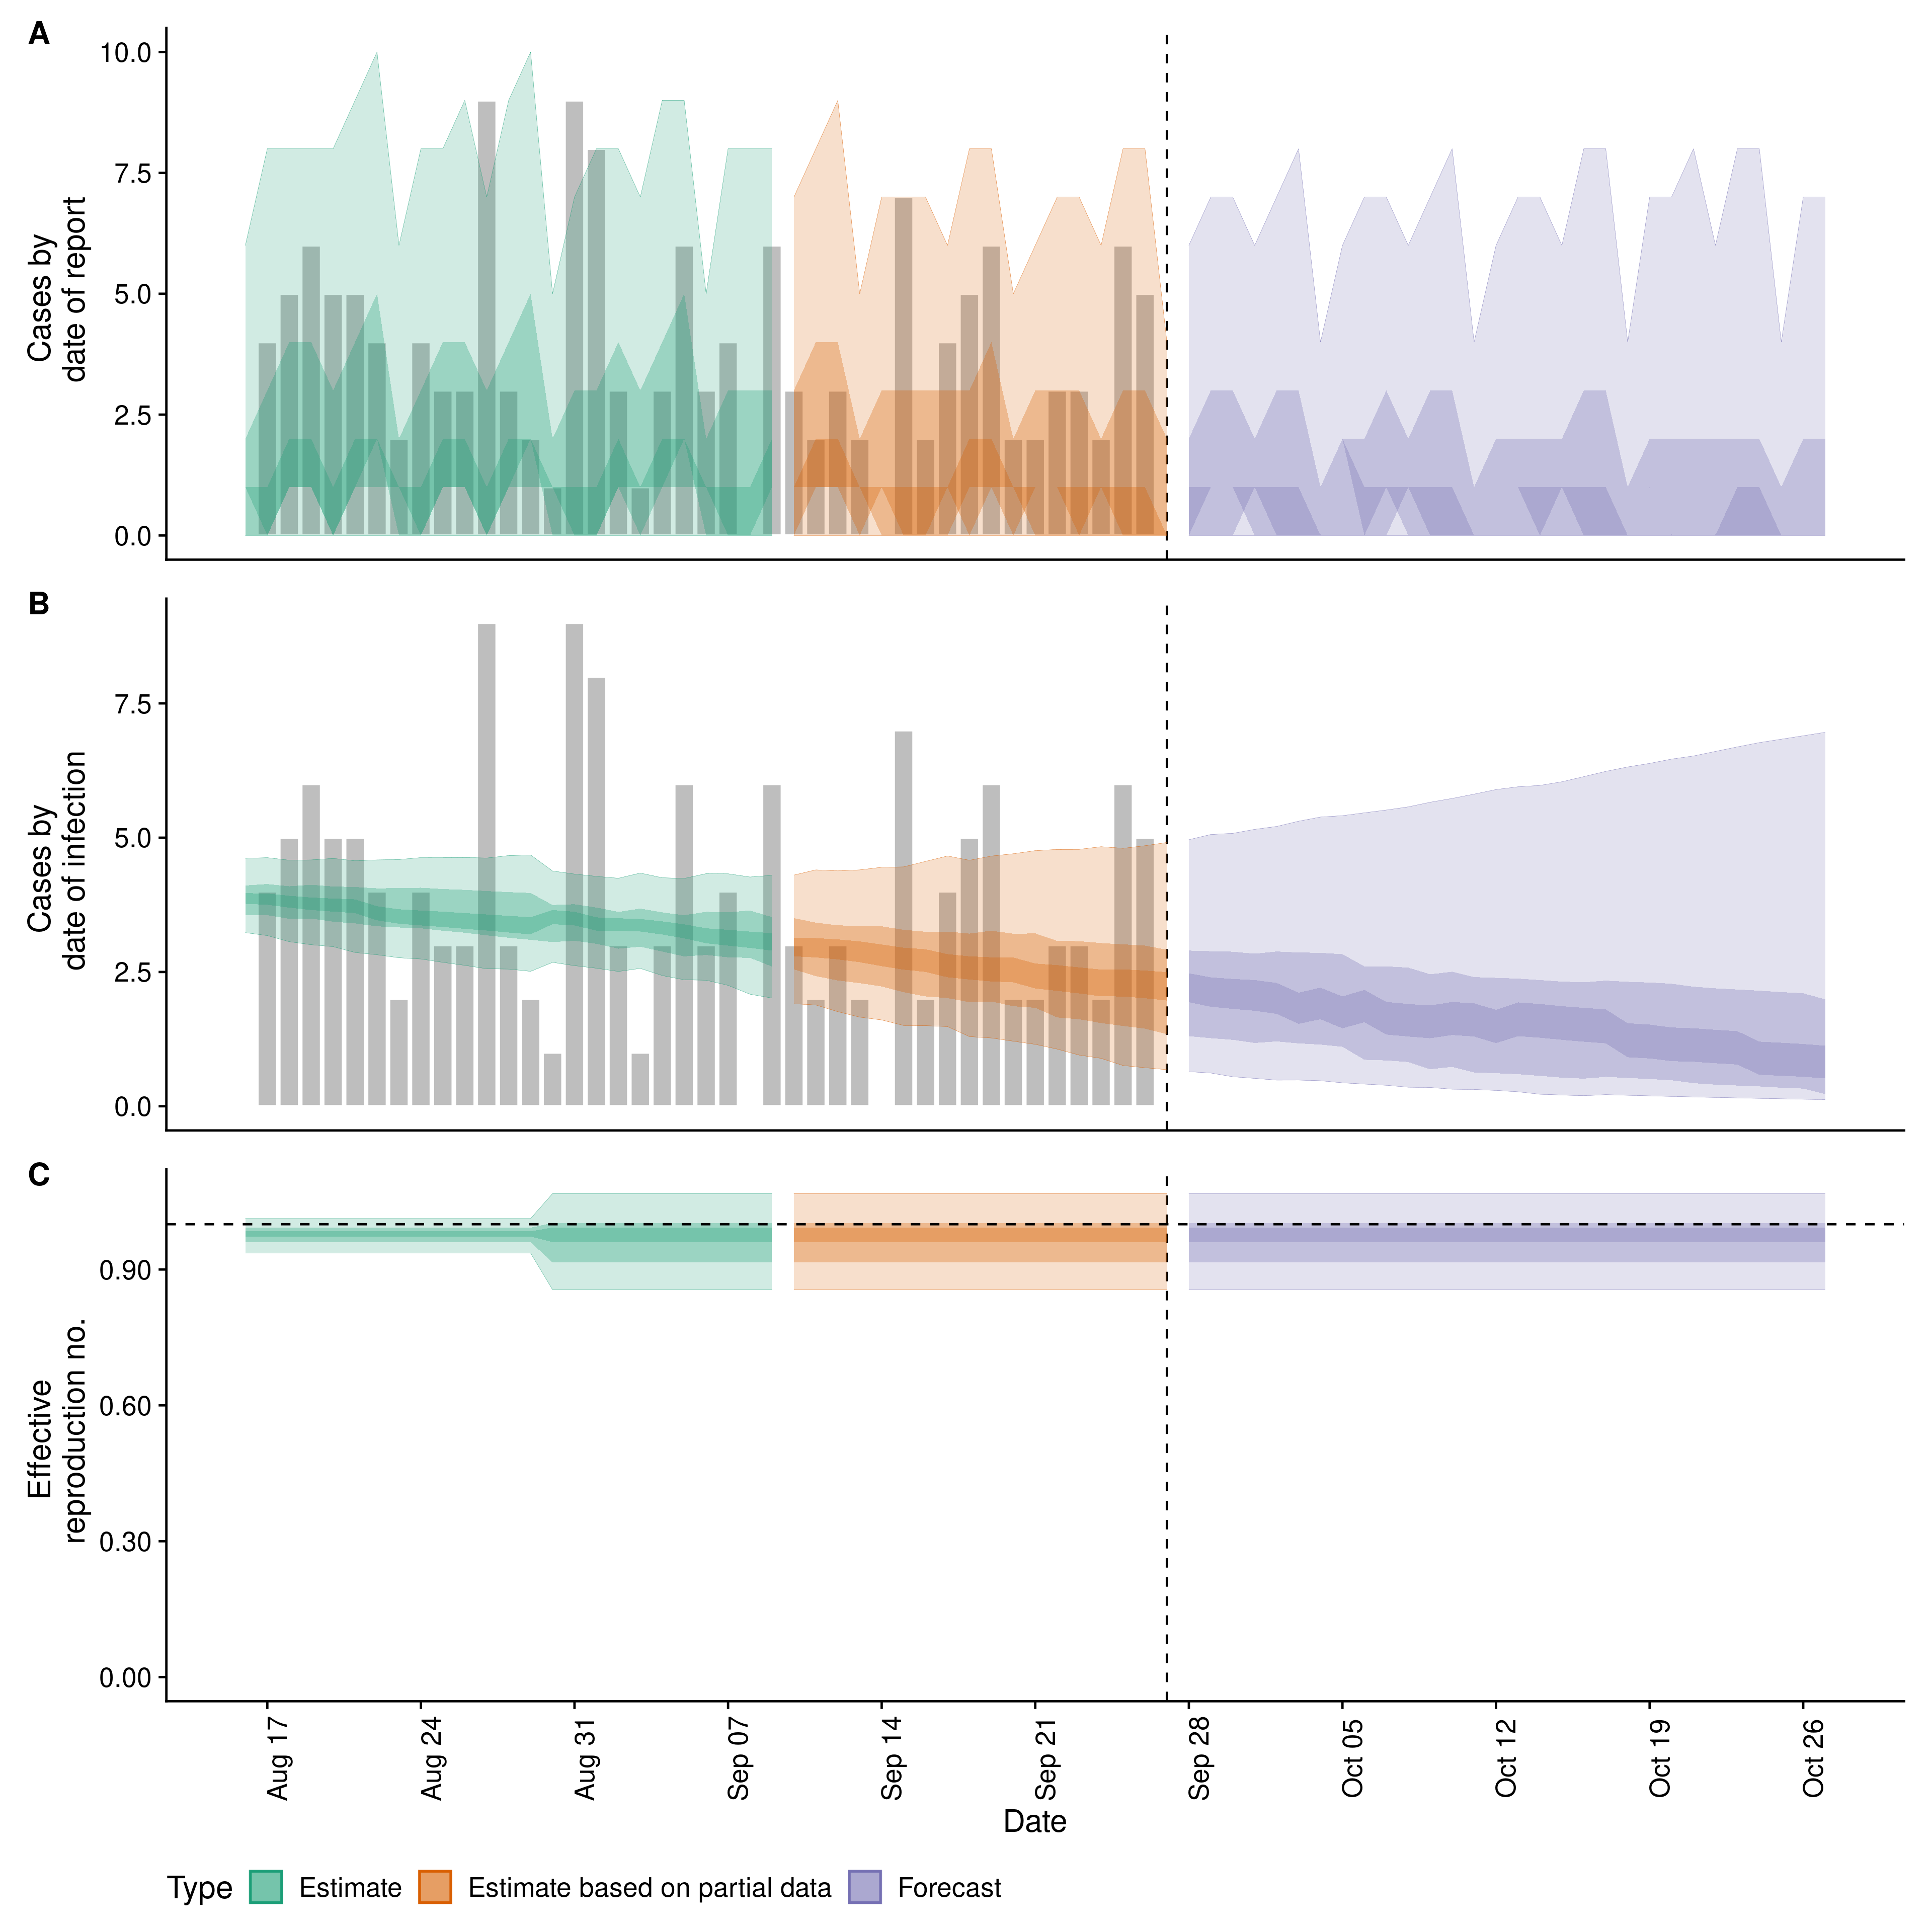 A
10.0
7.5
5.0
2.5
0.0
Cases by
date of report
B
7.5
5.0
2.5
0.0
Cases by
date of infection
C
0.90
0.60
0.30
0.00
Effective
reproduction no.
Aug 17
Aug 24
Aug 31
Sep 07
Sep 14
Sep 21
Sep 28
Oct 05
Oct 12
Oct 19
Oct 26
Date
Type
Estimate
Estimate based on partial data
Forecast